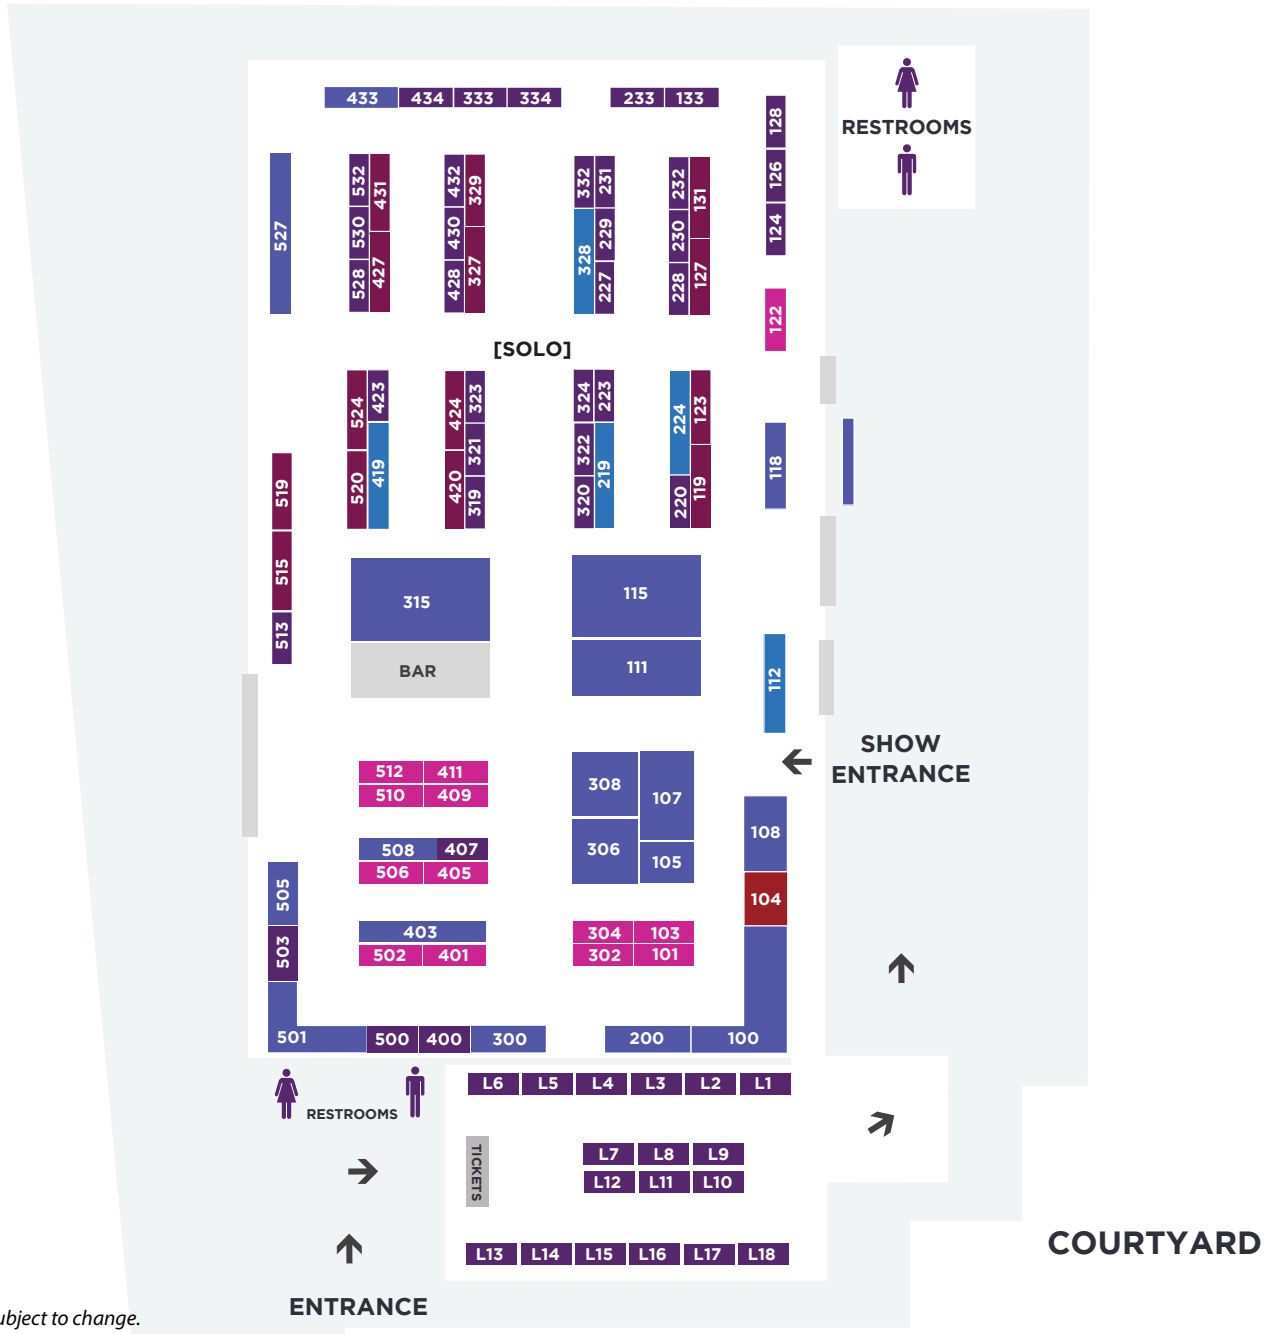 433 434 333 334 233 133
128
126
124
RESTROOMS
527
532 431 432 329 332 231 232 131
530 430 328 229 230
528 427 428 327 227 228 127
122
[SOLO]
524 423 424 323 324 223 224 123
419 321 322 219
520 420 319 320 220 119
118
519
515
513
315 115
BAR 111
112
SHOW
ENTRANCE
512 411
510 409
308 107
508 407
506 405
306 105
108
104
505
503
403
502 401
304 103
302 101
501 500 400 300 200 100
RESTROOMS
L6 L5 L4 L3 L2 L1
TICKETS
L7 L8 L9
L12 L11 L10
L13 L14 L15 L16 L17 L18
COURTYARD
ENTRANCE
ubject to change.